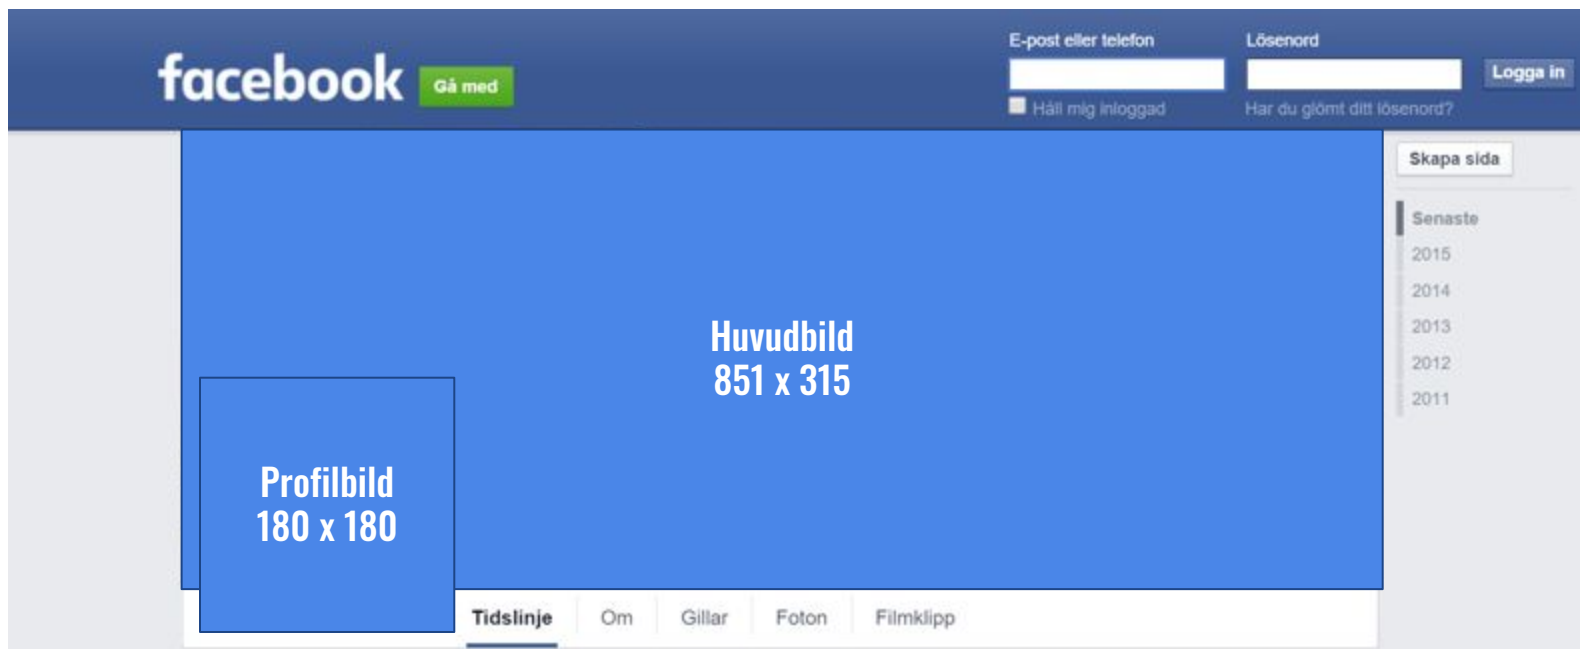 facebook
Gå med
E-post eller telefon
Lösenord
Logga in
Håll mig inloggad
Har du glömt ditt lösenord?
Skapa sida
Senaste
2015
2014
2013
2012
2011
Huvudbild
851 x 315
Profilbild
180 x 180
Tidslinje
Om
Gillar
Foton
Filmklipp